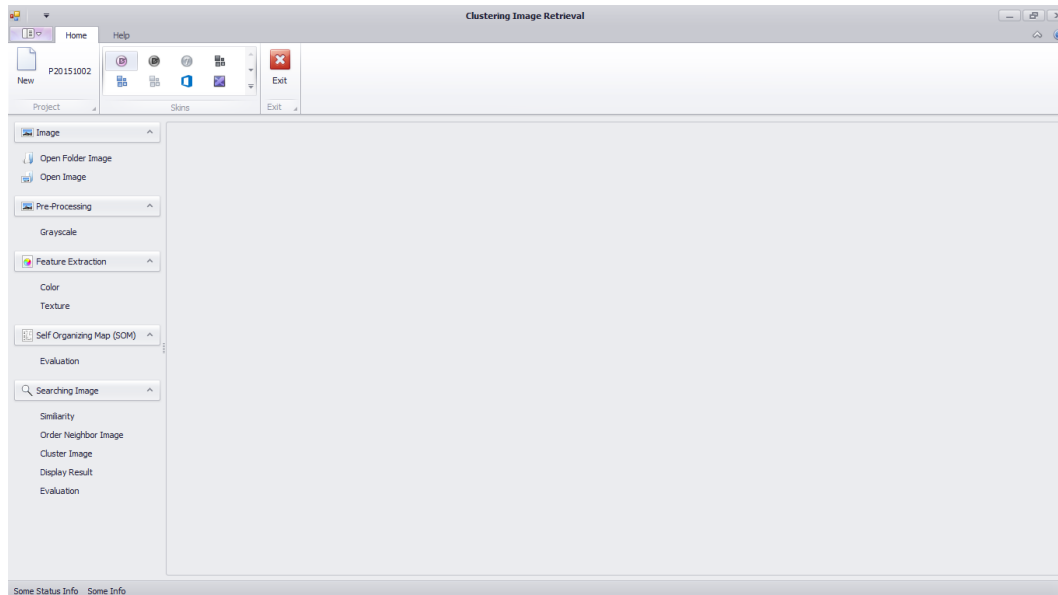 Clustering Image Retrieval
Home Help
New P20151002 Exit
Project Skins Exit
Image
Open Folder Image
Open Image
Pre-Processing
Grayscale
Feature Extraction
Color
Texture
Self Organizing Map (SOM)
Evaluation
Searching Image
Similiarity
Order Neighbor Image
Cluster Image
Display Result
Evaluation
Some Status Info Some Info